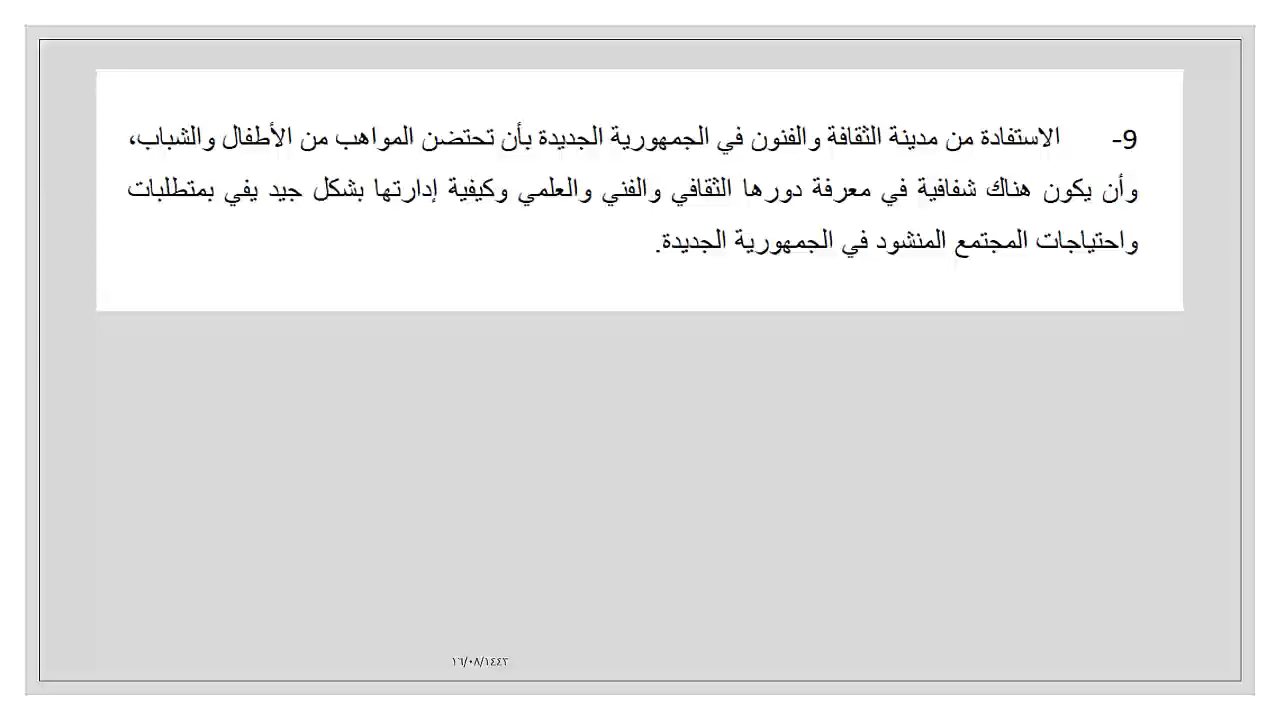 9- الاستفادة من مدينة الثقافة والفنون في الجمهورية الجديدة بأن تحتضن المواهب من الأطفال والشباب،
وأن يكون هناك شفافية في معرفة دورها الثقافي والفني والعلمي وكيفية إدارتها بشكل جيد يفي بمتطلبات
واحتياجات المجتمع المنشود في الجمهورية الجديدة.
١٦/٠٨/١٤٤٣